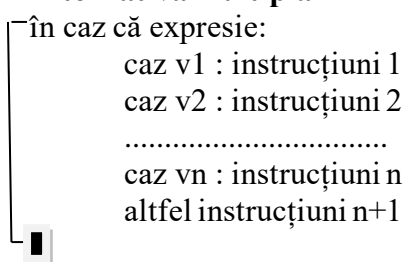 în caz că expresie:
caz v1 : instrucțiuni 1
caz v2 : instrucțiuni 2
.................................
caz vn : instrucțiuni n
altfel instrucțiuni n+1